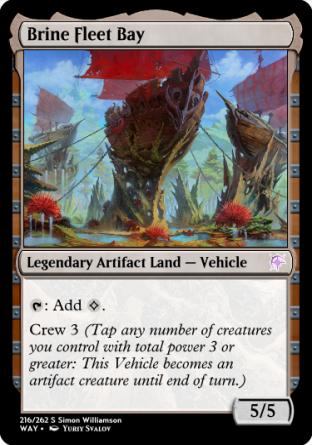 Brine Fleet Bay
Legendary Artifact Land — Vehicle
: Add .
Crew 3 (Tap any number of creatures
you control with total power 3 or
greater: This Vehicle becomes an
artifact creature until end of turn.)
5/5
216/262 S Simon Williamson
WAY • Yuriy Svalov